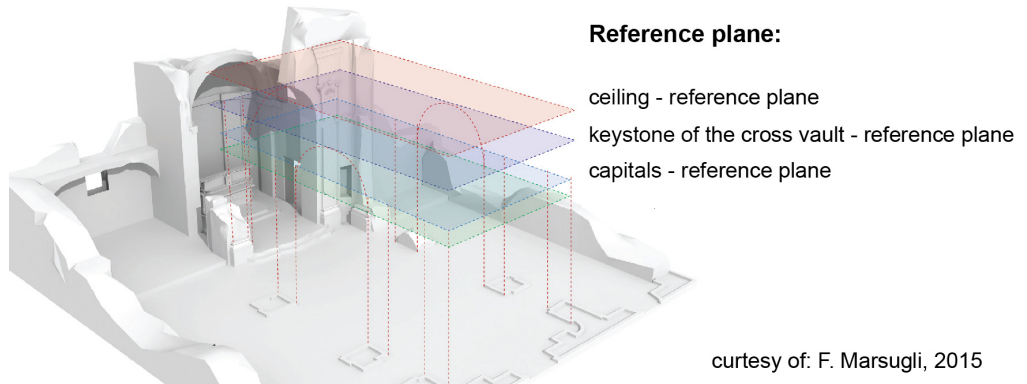 Reference plane:
ceiling - reference plane
keystone of the cross vault - reference plane
capitals - reference plane
curtesy of: F. Marsugli, 2015